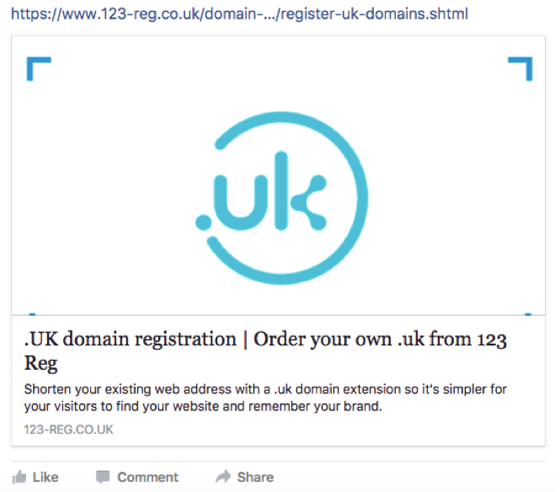 https://www.123-reg.co.uk/domain-.../register-uk-domains.shtml
.uk
.UK domain registration | Order your own .uk from 123
Reg
Shorten your existing web address with a .uk domain extension so it's simpler for
your visitors to find your website and remember your brand.
123-REG.CO.UK
Like Comment Share